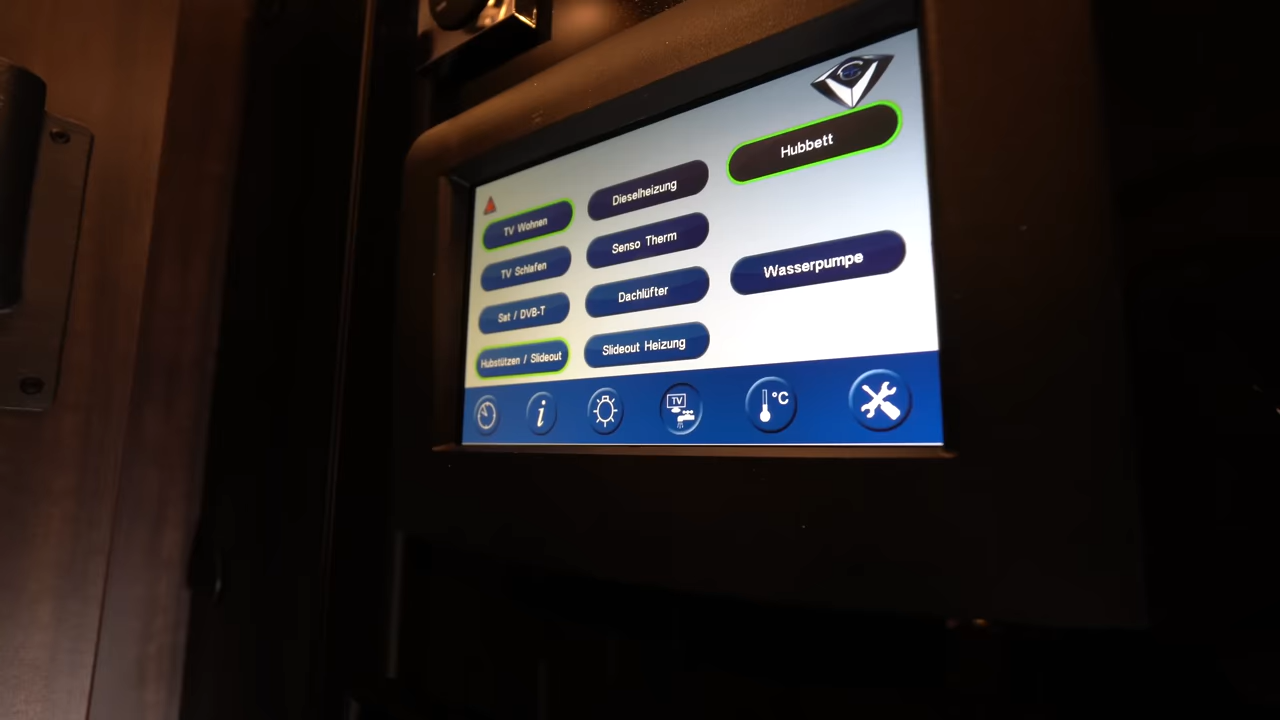 TV Wohnen
TV Schlafen
Sat / DVB-T
Hubstützen / Slideout
Dieselheizung
Senso Therm
Dachlüfter
Slideout Heizung
Hubbett
Wasserpumpe
i
TV
°C